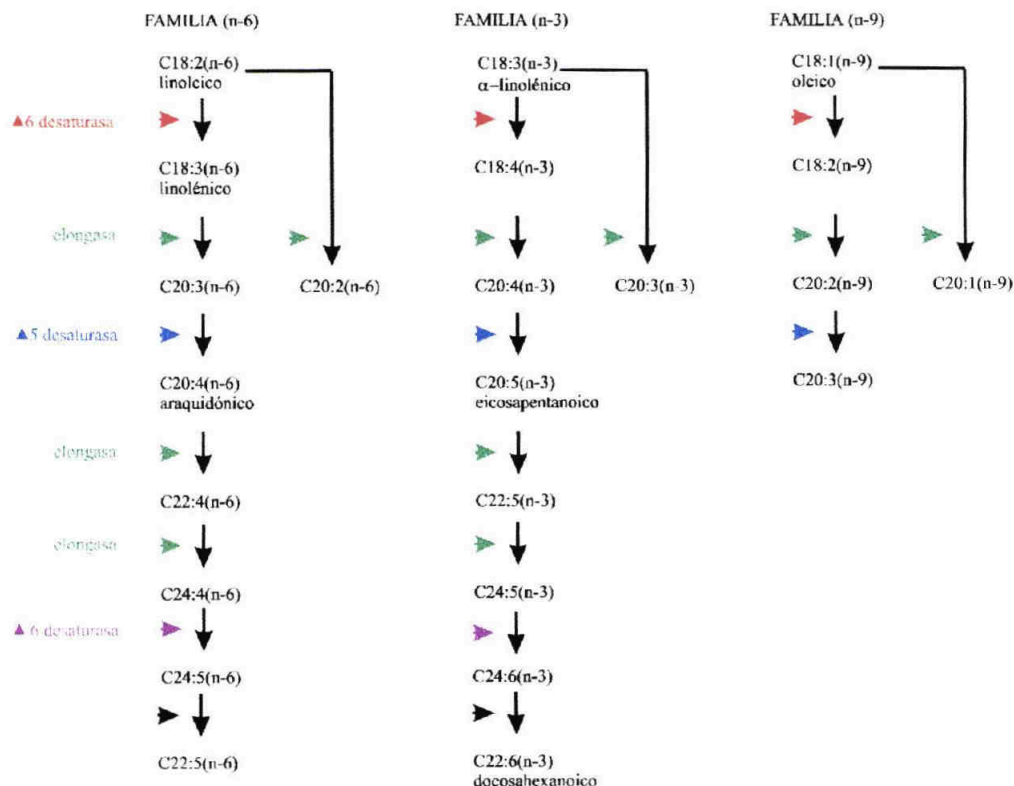 FAMILIA (n-6)
FAMILIA (n-3)
FAMILIA (n-9)
C18:2(n-6)
linoleico
C18:3(n-3)
α-linolénico
C18:1(n-9)
oleico
▲6 desaturasa
C18:3(n-6)
linolénico
C18:4(n-3)
C18:2(n-9)
elongasa
C20:3(n-6)
C20:2(n-6)
C20:4(n-3)
C20:3(n-3)
C20:2(n-9)
C20:1(n-9)
▲5 desaturasa
C20:4(n-6)
araquidónico
C20:5(n-3)
eicosapentanoico
C20:3(n-9)
elongasa
C22:4(n-6)
C22:5(n-3)
elongasa
C24:4(n-6)
C24:5(n-3)
▲6 desaturasa
C24:5(n-6)
C24:6(n-3)
C22:5(n-6)
C22:6(n-3)
docosahexanoico